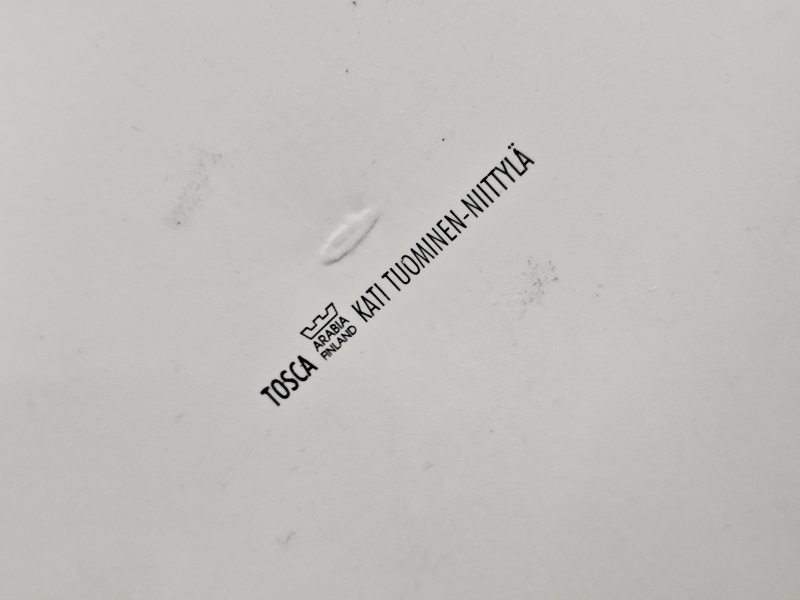 TOSCA
ARABIA
FINLAND
KATI TUOMINEN-NIITTYLÄ